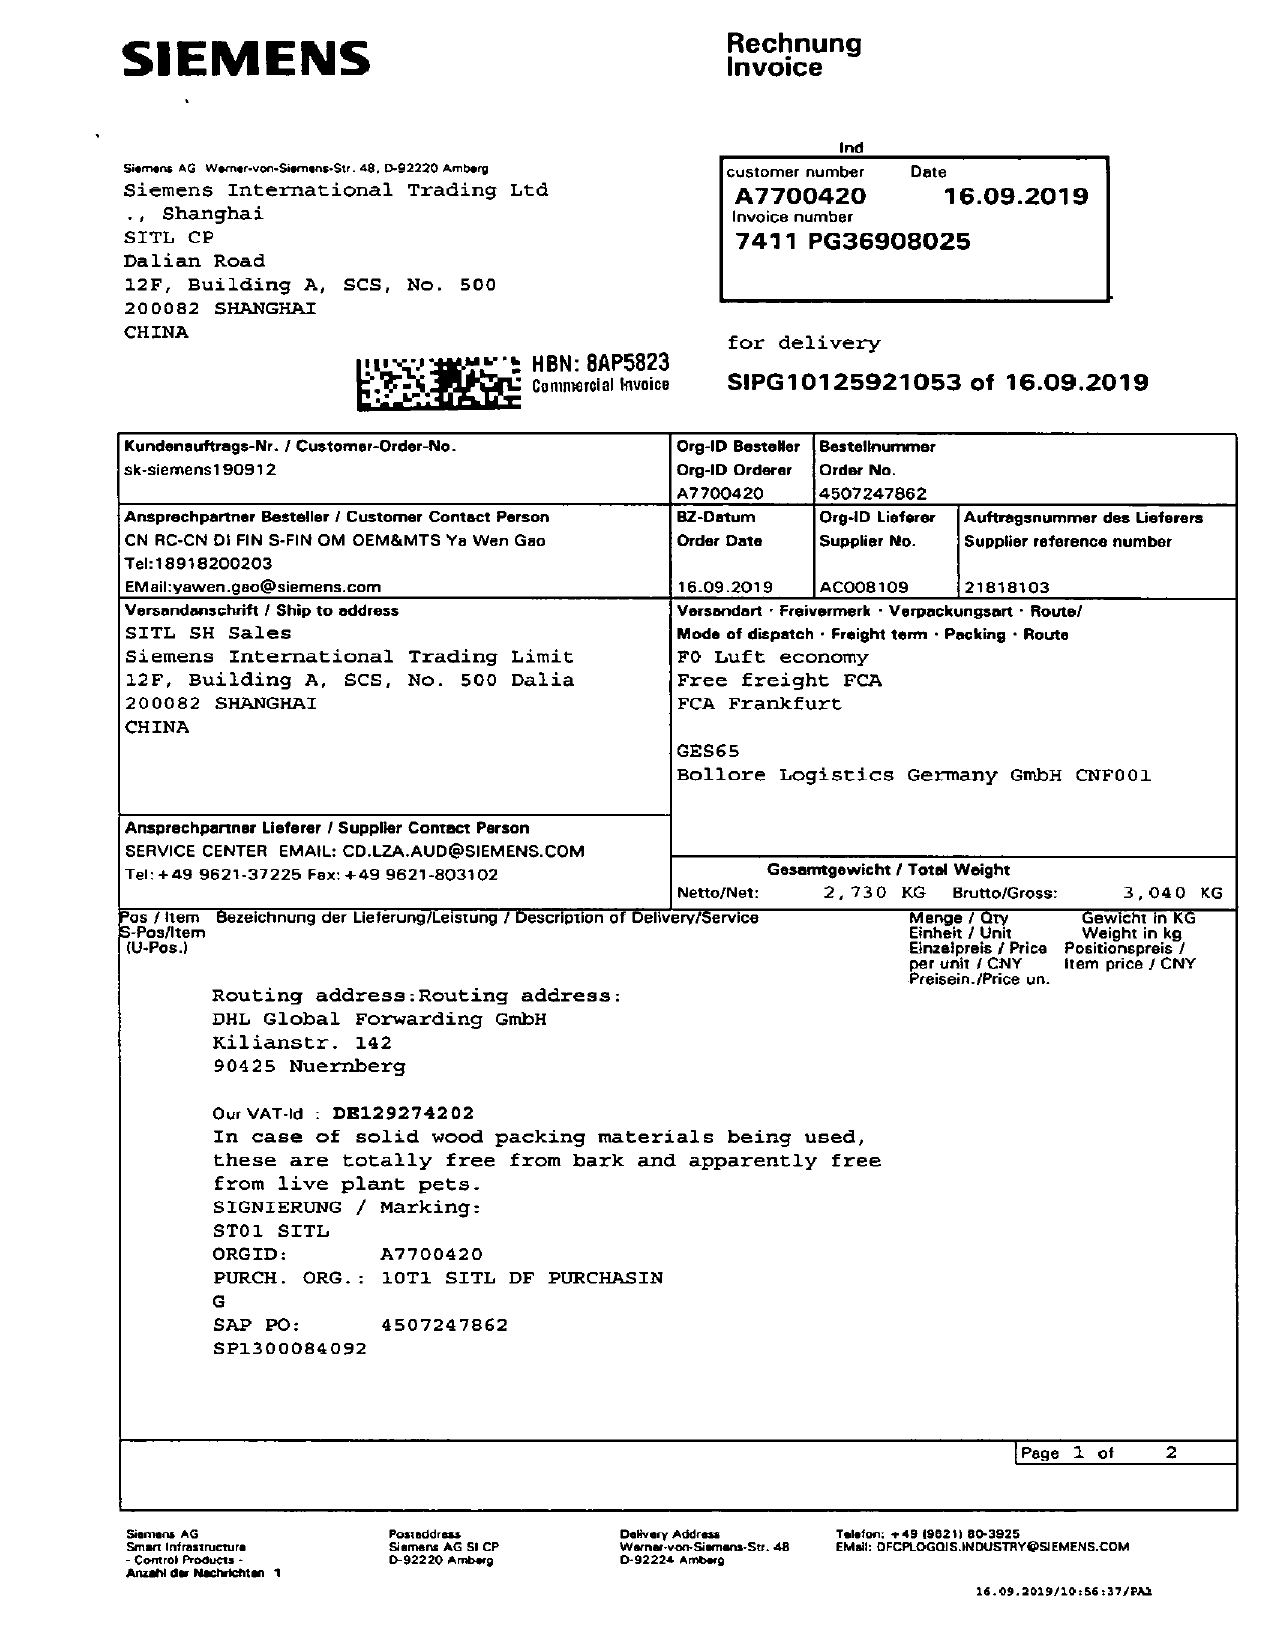 SIEMENS
Rechnung
Invoice
Ind
Siemens AG Werner-von-Siemens-Str. 48, D-92220 Amberg
Siemens International Trading Ltd
., Shanghai
SITL CP
Dalian Road
12F, Building A, SCS, No. 500
200082 SHANGHAI
CHINA
customer number Date
A7700420 16.09.2019
Invoice number
7411 PG36908025
HBN: 8AP5823
Commercial Invoice
for delivery
SIPG10125921053 of 16.09.2019
Kundenauftrags-Nr. / Customer-Order-No.
sk-siemens190912
Org-ID Besteller
Org-ID Orderer
A7700420
Bestellnummer
Order No.
4507247862
Ansprechpartner Besteller / Customer Contact Person
CN RC-CN DI FIN S-FIN OM OEM&MTS Ya Wen Gao
Tel:18918200203
EMail:yawen.gao@siemens.com
BZ-Datum
Order Date
16.09.2019
Org-ID Lieferer
Supplier No.
AC008109
Auftragsnummer des Lieferers
Supplier reference number
21818103
Versandanschrift / Ship to address
SITL SH Sales
Siemens International Trading Limit
12F, Building A, SCS, No. 500 Dalia
200082 SHANGHAI
CHINA
Versandart · Freivermerk · Verpackungsart · Route/
Mode of dispatch · Freight term · Packing · Route
F0 Luft economy
Free freight FCA
FCA Frankfurt
GES65
Bollore Logistics Germany GmbH CNF001
Ansprechpartner Lieferer / Supplier Contact Person
SERVICE CENTER EMAIL: CD.LZA.AUD@SIEMENS.COM
Tel:+49 9621-37225 Fax:+49 9621-803102
Gesamtgewicht / Total Weight
Netto/Net: 2,730 KG Brutto/Gross: 3,040 KG
Pos / Item Bezeichnung der Lieferung/Leistung / Description of Delivery/Service
S-Pos/Item
(U-Pos.)
Menge / Qty
Einheit / Unit
Einzelpreis / Price
per unit / CNY
Preisein./Price un.
Gewicht in KG
Weight in kg
Positionspreis /
Item price / CNY
Routing address:Routing address:
DHL Global Forwarding GmbH
Kilianstr. 142
90425 Nuernberg
Our VAT-Id : DE129274202
In case of solid wood packing materials being used,
these are totally free from bark and apparently free
from live plant pets.
SIGNIERUNG / Marking:
ST01 SITL
ORGID: A7700420
PURCH. ORG.: 10T1 SITL DF PURCHASIN
G
SAP PO: 4507247862
SP1300084092
Page 1 of 2
Siemens AG
Smart Infrastructure
- Control Products -
Anzahl der Nachrichten 1
Postaddress
Siemens AG SI CP
D-92220 Amberg
Delivery Address
Werner-von-Siemens-Str. 48
D-92224 Amberg
Telefon: +49 (9621) 80-3925
EMail: OFCPLOGOIS.INDUSTRY@SIEMENS.COM
16.09.2019/10:56:37/PA2